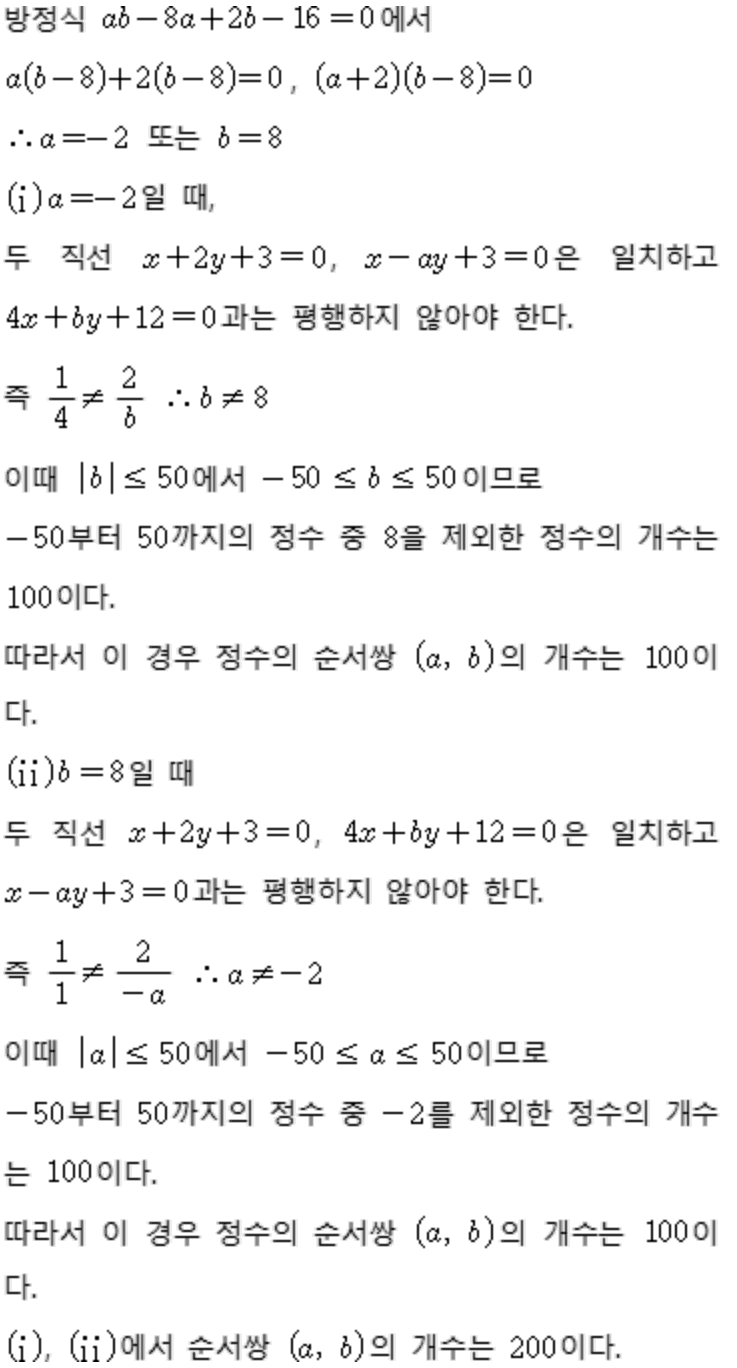 방정식 ab−8a+2b−16=0에서
a(b−8)+2(b−8)=0, (a+2)(b−8)=0
∴a=−2 또는 b=8
(i)a=−2일 때,
두 직선 x+2y+3=0, x−ay+3=0은 일치하고
4x+by+12=0과는 평행하지 않아야 한다.
즉 1/4≠2/b ∴b≠8
이때 |b|≤50에서 −50≤b≤50이므로
−50부터 50까지의 정수 중 8을 제외한 정수의 개수는
100이다.
따라서 이 경우 정수의 순서쌍 (a, b)의 개수는 100이
다.
(ii)b=8일 때
두 직선 x+2y+3=0, 4x+by+12=0은 일치하고
x−ay+3=0과는 평행하지 않아야 한다.
즉 1/1≠2/−a ∴a≠−2
이때 |a|≤50에서 −50≤a≤50이므로
−50부터 50까지의 정수 중 −2를 제외한 정수의 개수
는 100이다.
따라서 이 경우 정수의 순서쌍 (a, b)의 개수는 100이
다.
(i), (ii)에서 순서쌍 (a, b)의 개수는 200이다.